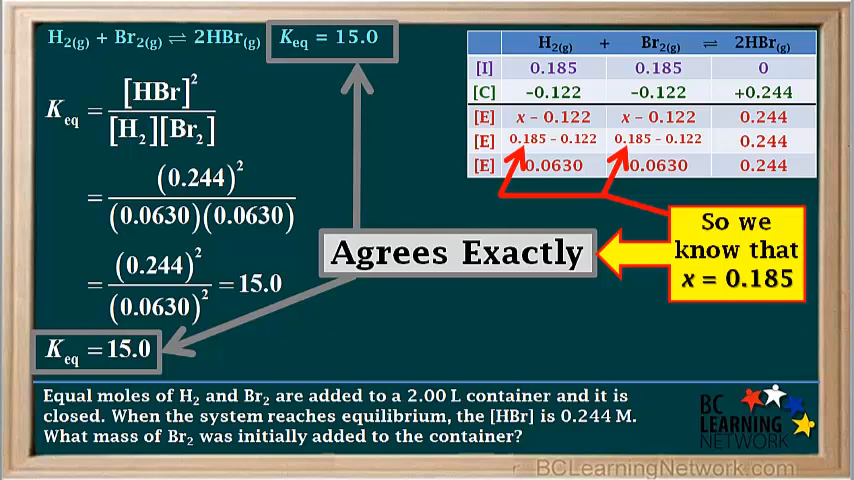 H₂(g) + Br₂(g) ⇌ 2HBr(g) Keq = 15.0
Keq = [HBr]² / [H₂][Br₂]
= (0.244)² / (0.0630)(0.0630)
= (0.244)² / (0.0630)² = 15.0
Keq = 15.0
H₂(g) + Br₂(g) ⇌ 2HBr(g)
[I] 0.185 0.185 0
[C] -0.122 -0.122 +0.244
[E] x – 0.122 x – 0.122 0.244
[E] 0.185 – 0.122 0.185 – 0.122 0.244
[E] 0.0630 0.0630 0.244
Agrees Exactly
So we
know that
x = 0.185
Equal moles of H₂ and Br₂ are added to a 2.00 L container and it is
closed. When the system reaches equilibrium, the [HBr] is 0.244 M.
What mass of Br₂ was initially added to the container?
BC
LEARNING
NETWORK
BCLearningNetwork.com